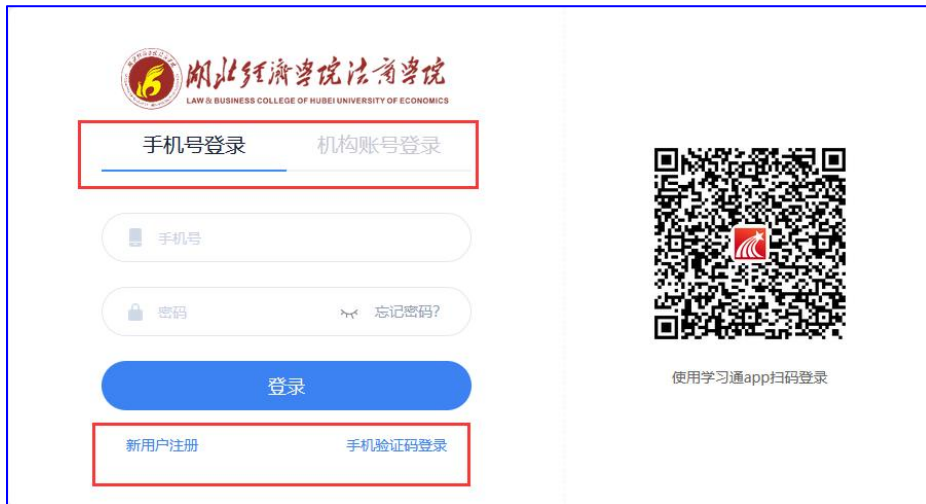 湖北经济学院法商学院
LAW & BUSINESS COLLEGE OF HUBEI UNIVERSITY OF ECONOMICS
手机号登录 机构账号登录
手机号
密码 忘记密码?
登录
新用户注册 手机验证码登录
使用学习通app扫码登录